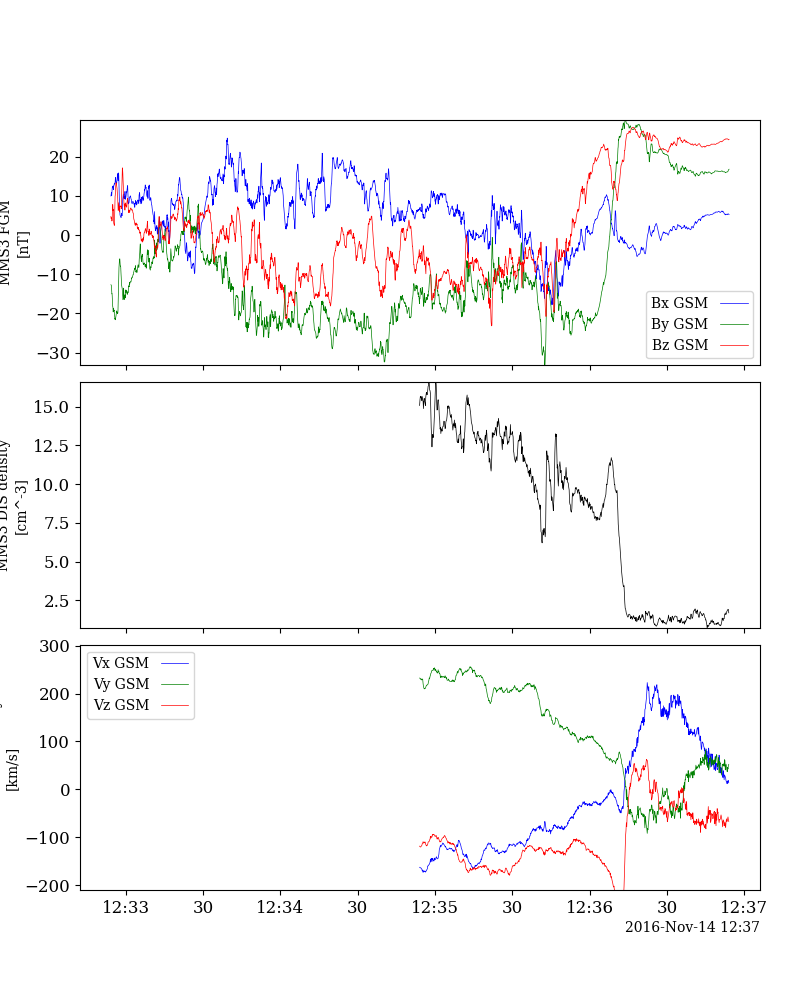 20
10
0
−10
−20
−30
MMS3 FGM
[nT]
Bx GSM
By GSM
Bz GSM
15.0
12.5
10.0
7.5
5.0
2.5
MMS3 DIS density
[cm^-3]
300
200
100
0
−100
−200
[km/s]
Vx GSM
Vy GSM
Vz GSM
12:33 30 12:34 30 12:35 30 12:36 30 12:37
2016-Nov-14 12:37